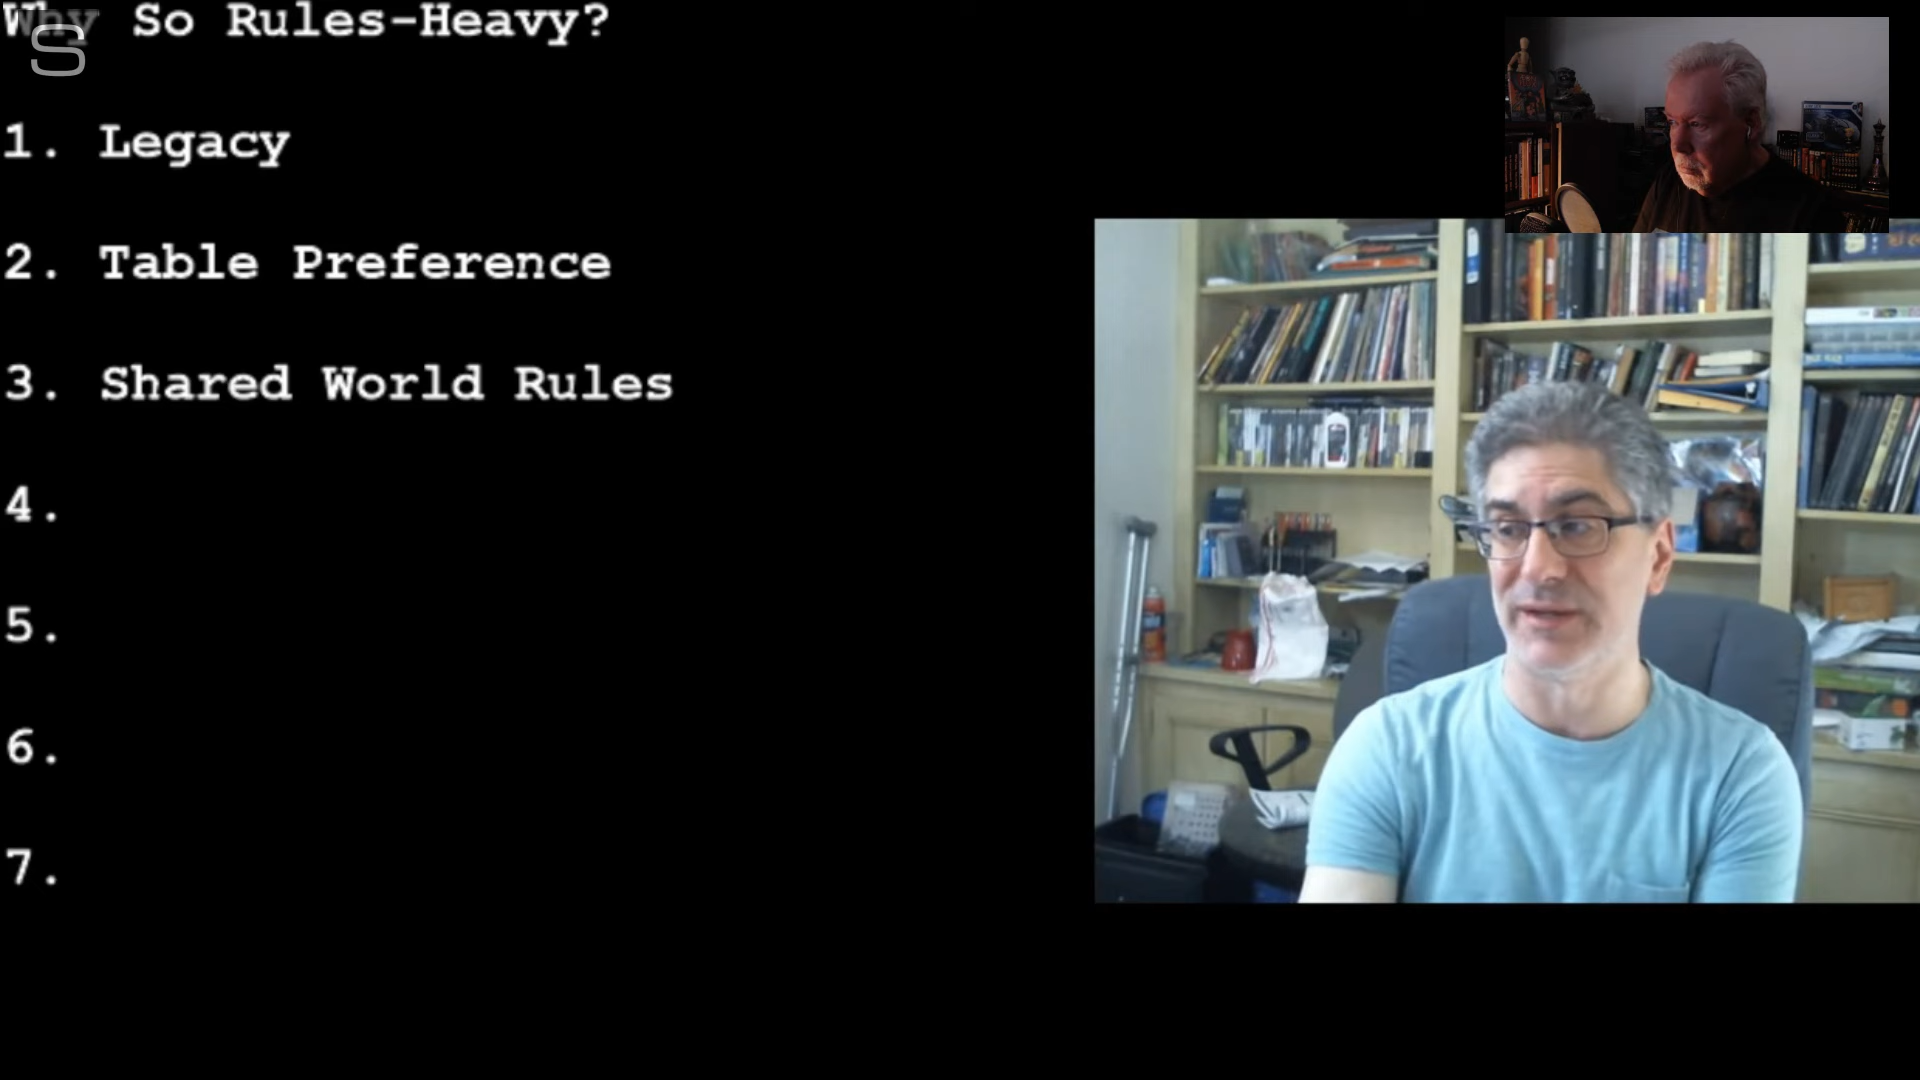 Why So Rules-Heavy?
S
1. Legacy
2. Table Preference
3. Shared World Rules
4.
5.
6.
7.